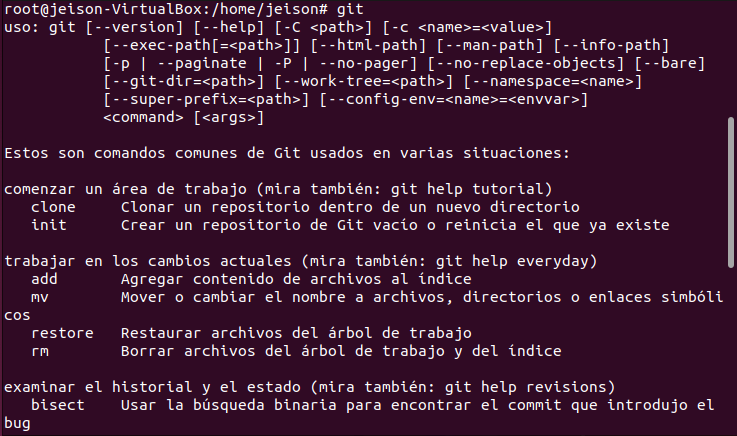 root@jeison-VirtualBox:/home/jeison# git
uso: git [--version] [--help] [-C <path>] [-c <name>=<value>]
           [--exec-path[=<path>]] [--html-path] [--man-path] [--info-path]
           [-p | --paginate | -P | --no-pager] [--no-replace-objects] [--bare]
           [--git-dir=<path>] [--work-tree=<path>] [--namespace=<name>]
           [--super-prefix=<path>] [--config-env=<name>=<envvar>]
           <command> [<args>]

Estos son comandos comunes de Git usados en varias situaciones:

comenzar un área de trabajo (mira también: git help tutorial)
   clone     Clonar un repositorio dentro de un nuevo directorio
   init      Crear un repositorio de Git vacío o reinicia el que ya existe

trabajar en los cambios actuales (mira también: git help everyday)
   add       Agregar contenido de archivos al índice
   mv        Mover o cambiar el nombre a archivos, directorios o enlaces simbóli
cos
   restore   Restaurar archivos del árbol de trabajo
   rm        Borrar archivos del árbol de trabajo y del índice

examinar el historial y el estado (mira también: git help revisions)
   bisect    Usar la búsqueda binaria para encontrar el commit que introdujo el
bug